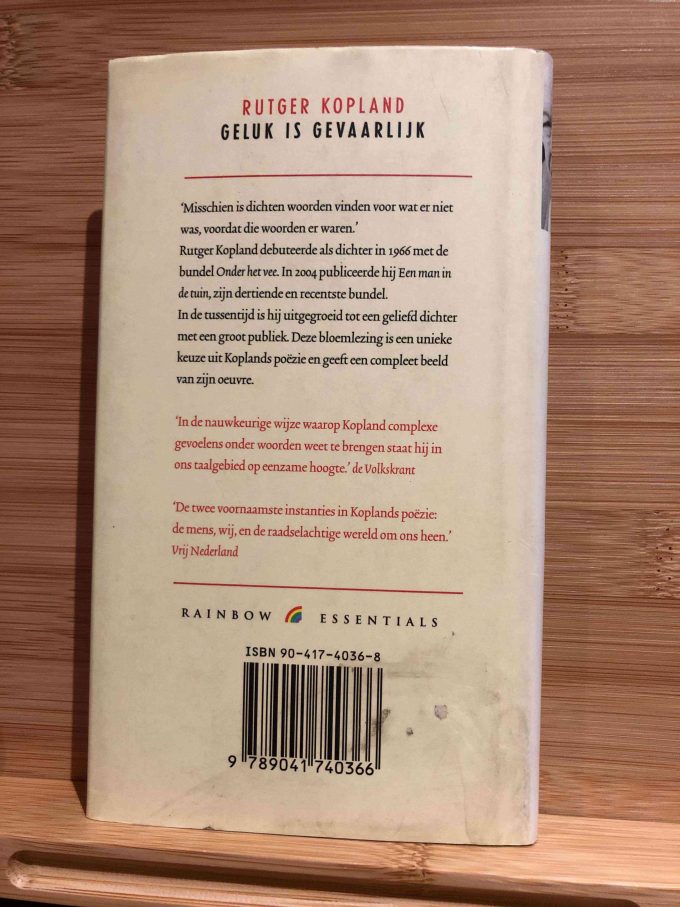 RUTGER KOPLAND
GELUK IS GEVAARLIJK
‘Misschien is dichten woorden vinden voor wat er niet
was, voordat die woorden er waren.’
Rutger Kopland debuteerde als dichter in 1966 met de
bundel Onder het vee. In 2004 publiceerde hij Een man in
de tuin, zijn dertiende en recentste bundel.
In de tussentijd is hij uitgegroeid tot een geliefd dichter
met een groot publiek. Deze bloemlezing is een unieke
keuze uit Koplands poëzie en geeft een compleet beeld
van zijn oeuvre.
‘In de nauwkeurige wijze waarop Kopland complexe
gevoelens onder woorden weet te brengen staat hij in
ons taalgebied op eenzame hoogte.’ de Volkskrant
‘De twee voornaamste instanties in Koplands poëzie:
de mens, wij, en de raadselachtige wereld om ons heen.’
Vrij Nederland
RAINBOW ESSENTIALS
ISBN 90-417-4036-8
9 789041 740366